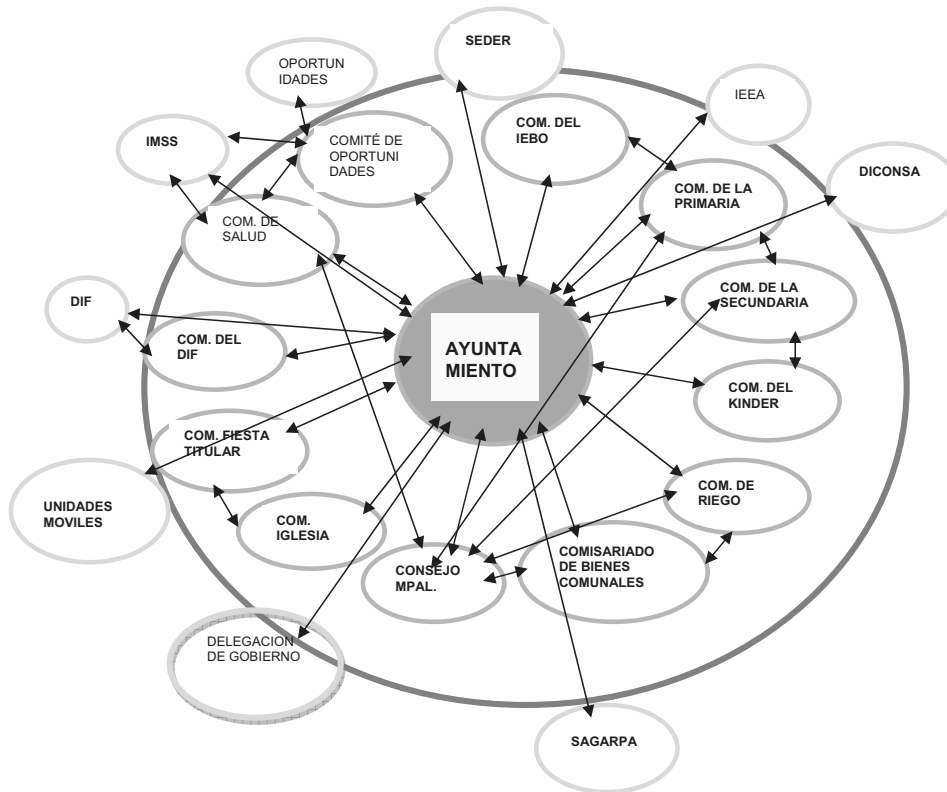 SEDER
OPORTUN
IDADES
IEEA
IMSS
COMITÉ DE
OPORTUNI
DADES
COM. DEL
IEBO
DICONSA
COM. DE LA
PRIMARIA
COM. DE
SALUD
DIF
COM. DE LA
SECUNDARIA
COM. DEL
DIF
AYUNTA
MIENTO
COM. DEL
KINDER
COM. FIESTA
TITULAR
UNIDADES
MOVILES
COM. DE
RIEGO
COM.
IGLESIA
CONSEJO
MPAL.
COMISARIADO
DE BIENES
COMUNALES
DELEGACION
DE GOBIERNO
SAGARPA